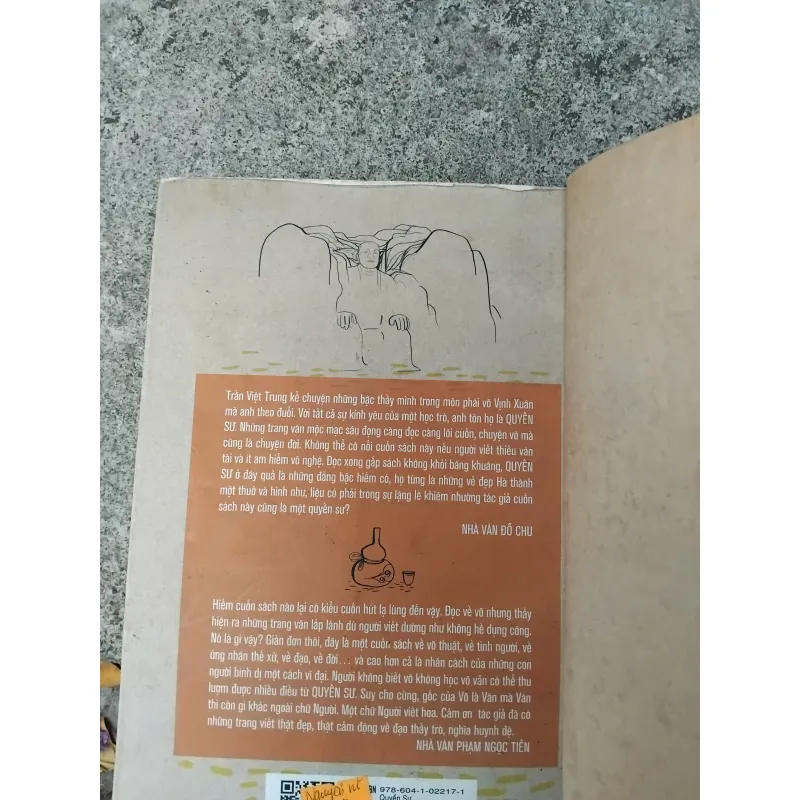 Trần Việt Trung kể chuyện những bậc thầy mình trong môn phái võ Vịnh Xuân
mà anh theo đuổi. Với tất cả sự kính yêu của một học trò, anh tôn họ là QUYỀN
SƯ. Những trang văn mộc mạc sâu đọng càng đọc càng lôi cuốn, chuyện võ mà
cũng là chuyện đời. Không thể có nổi cuốn sách này nếu người viết thiếu văn
tài và ít am hiểm võ nghệ. Đọc xong gấp sách không khỏi bâng khuâng, QUYỀN
SƯ ở đây quả là những đấng bậc hiếm có, họ từng là những vẻ đẹp Hà thành
một thuở và hình như, liệu có phải trong sự lặng lẽ khiêm nhường tác giả cuốn
sách này cũng là một quyền sư?
NHÀ VĂN ĐỖ CHU
Hiếm cuốn sách nào lại có kiểu cuốn hút lạ lùng đến vậy. Đọc về võ nhưng thấy
hiện ra những trang văn lấp lánh dù người viết dường như không hề dụng công.
Nó là gì vậy? Giản đơn thôi, đây là một cuốn sách về võ thuật, về tình người, về
ứng nhân thế xử, về đạo, về đời... và cao hơn cả là nhân cách của những con
người bình dị một cách vĩ đại. Người không biết võ không học võ vẫn có thể thu
lượm được nhiều điều từ QUYỀN SƯ. Suy cho cùng, gốc của Võ là Văn mà Văn
thì còn gì khác ngoài chữ Người. Một chữ Người viết hoa. Cảm ơn tác giả đã có
những trang viết thật đẹp, thật cảm động về đạo thầy trò, nghĩa huynh đệ.
NHÀ VĂN PHẠM NGỌC TIẾN
978-604-1-02217-1
Quyền Sư